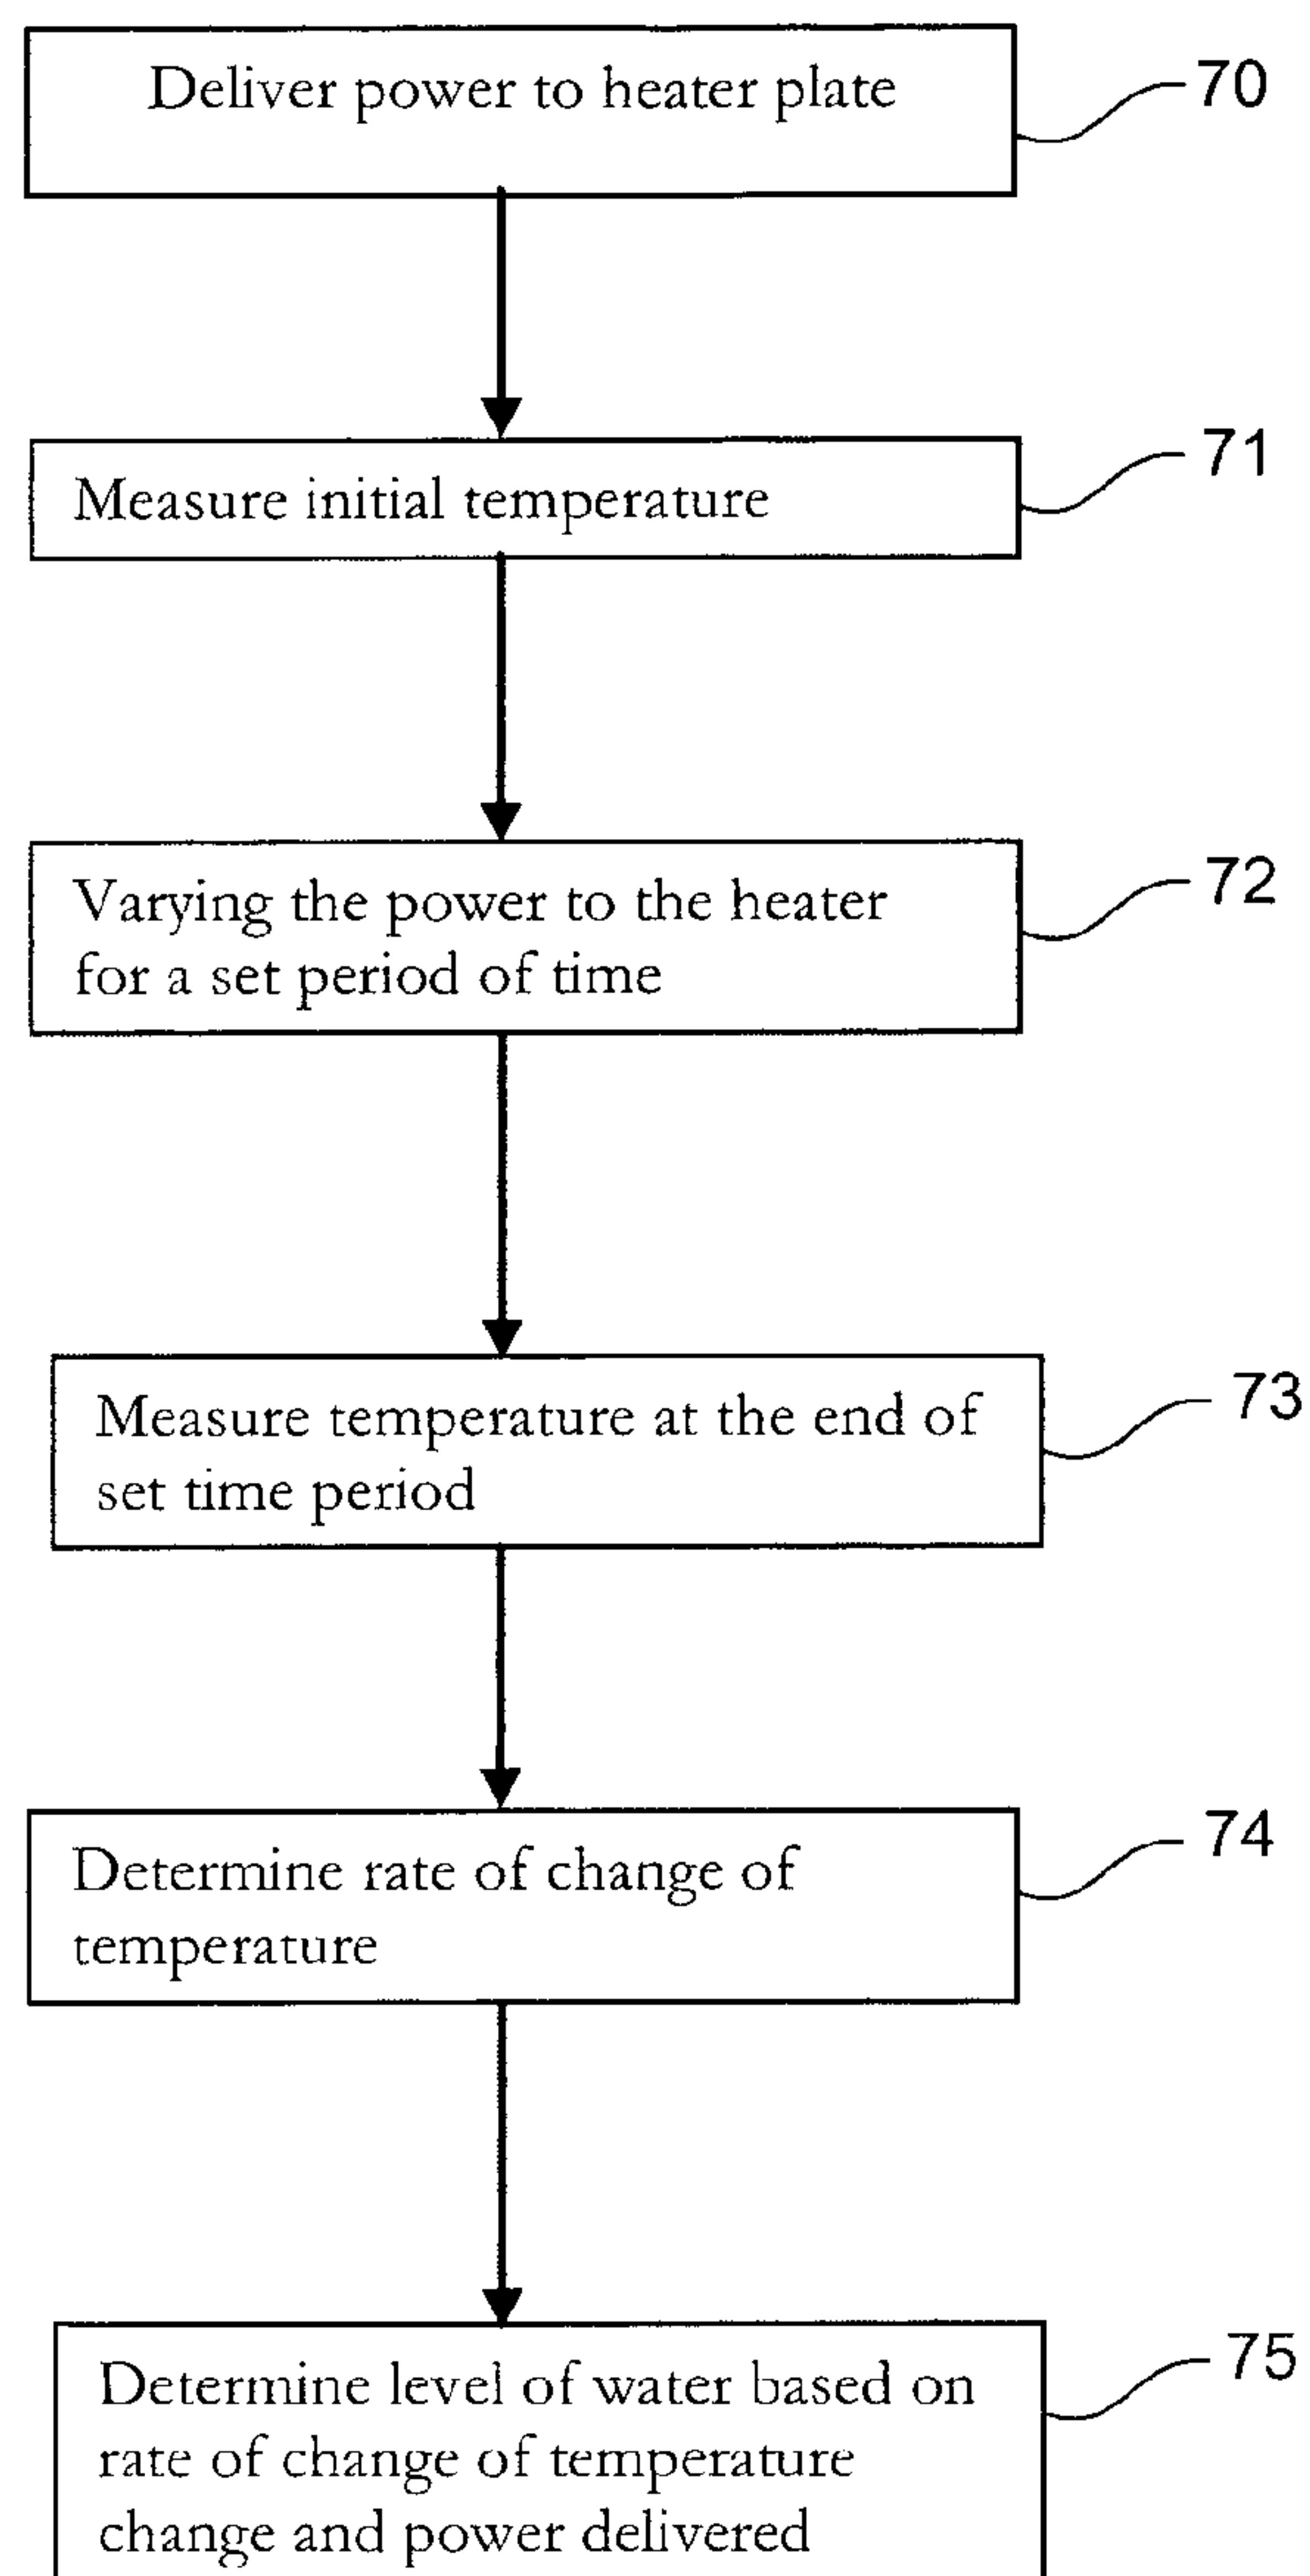 Deliver power to heater plate
70
Measure initial temperature
71
Varying the power to the heater
for a set period of time
72
Measure temperature at the end of
set time period
73
Determine rate of change of
temperature
74
Determine level of water based on
rate of change of temperature
change and power delivered
75